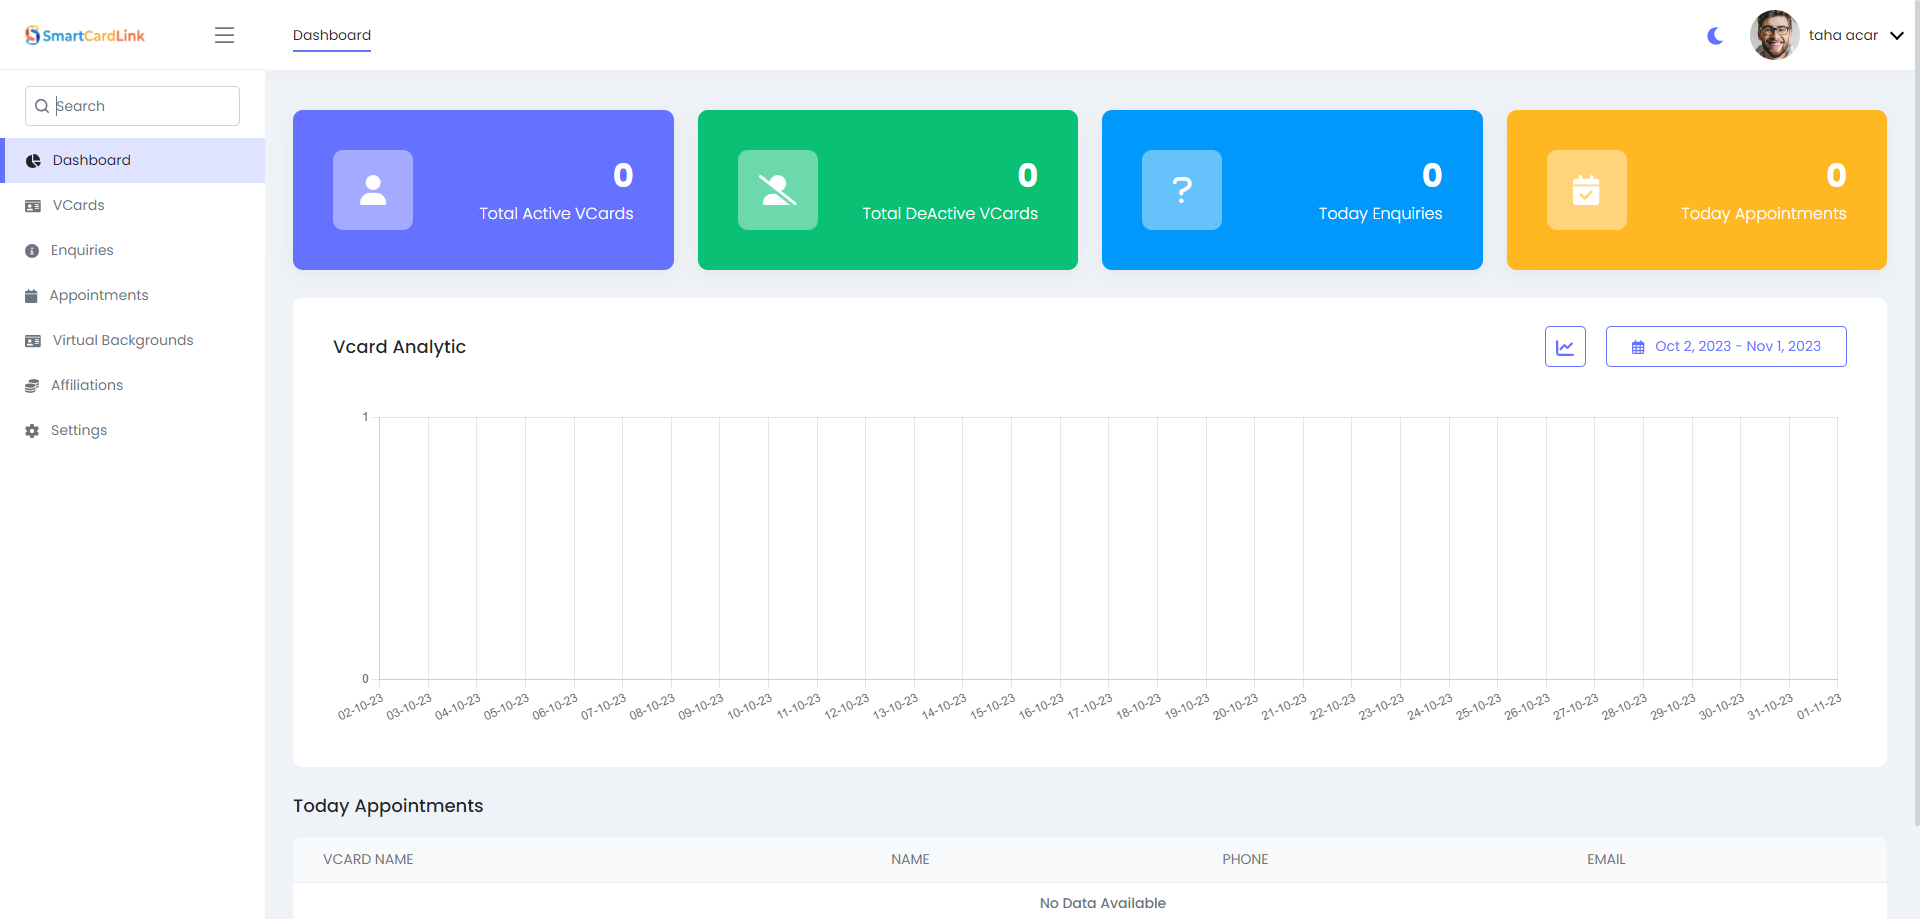 SmartCardLink
Dashboard
taha acar
Search
Dashboard
VCards
Enquiries
Appointments
Virtual Backgrounds
Affiliations
Settings
0
Total Active VCards
0
Total DeActive VCards
0
Today Enquiries
0
Today Appointments
Vcard Analytic
Oct 2, 2023 - Nov 1, 2023
1
0
02-10-23 03-10-23 04-10-23 05-10-23 06-10-23 07-10-23 08-10-23 09-10-23 10-10-23 11-10-23 12-10-23 13-10-23 14-10-23 15-10-23 16-10-23 17-10-23 18-10-23 19-10-23 20-10-23 21-10-23 22-10-23 23-10-23 24-10-23 25-10-23 26-10-23 27-10-23 28-10-23 29-10-23 30-10-23 31-10-23 01-11-23
Today Appointments
VCARD NAME NAME PHONE EMAIL
No Data Available